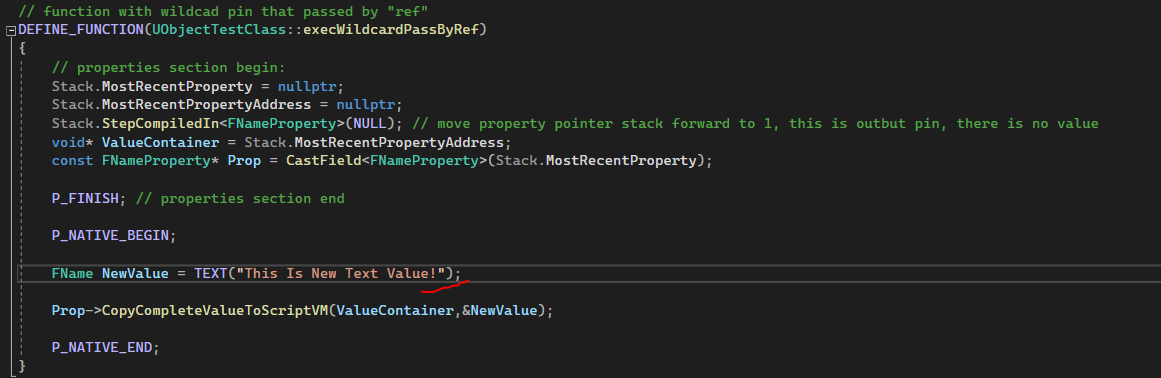 // function with wildcad pin that passed by "ref"
DEFINE_FUNCTION(UObjectTestClass::execWildcardPassByRef)
{
// properties section begin:
Stack.MostRecentProperty = nullptr;
Stack.MostRecentPropertyAddress = nullptr;
Stack.StepCompiledIn<FNameProperty>(NULL); // move property pointer stack forward to 1, this is outbut pin, there is no value
void* ValueContainer = Stack.MostRecentPropertyAddress;
const FNameProperty* Prop = CastField<FNameProperty>(Stack.MostRecentProperty);
P_FINISH; // properties section end
P_NATIVE_BEGIN;
FName NewValue = TEXT("This Is New Text Value!");
Prop->CopyCompleteValueToScriptVM(ValueContainer,&NewValue);
P_NATIVE_END;
}